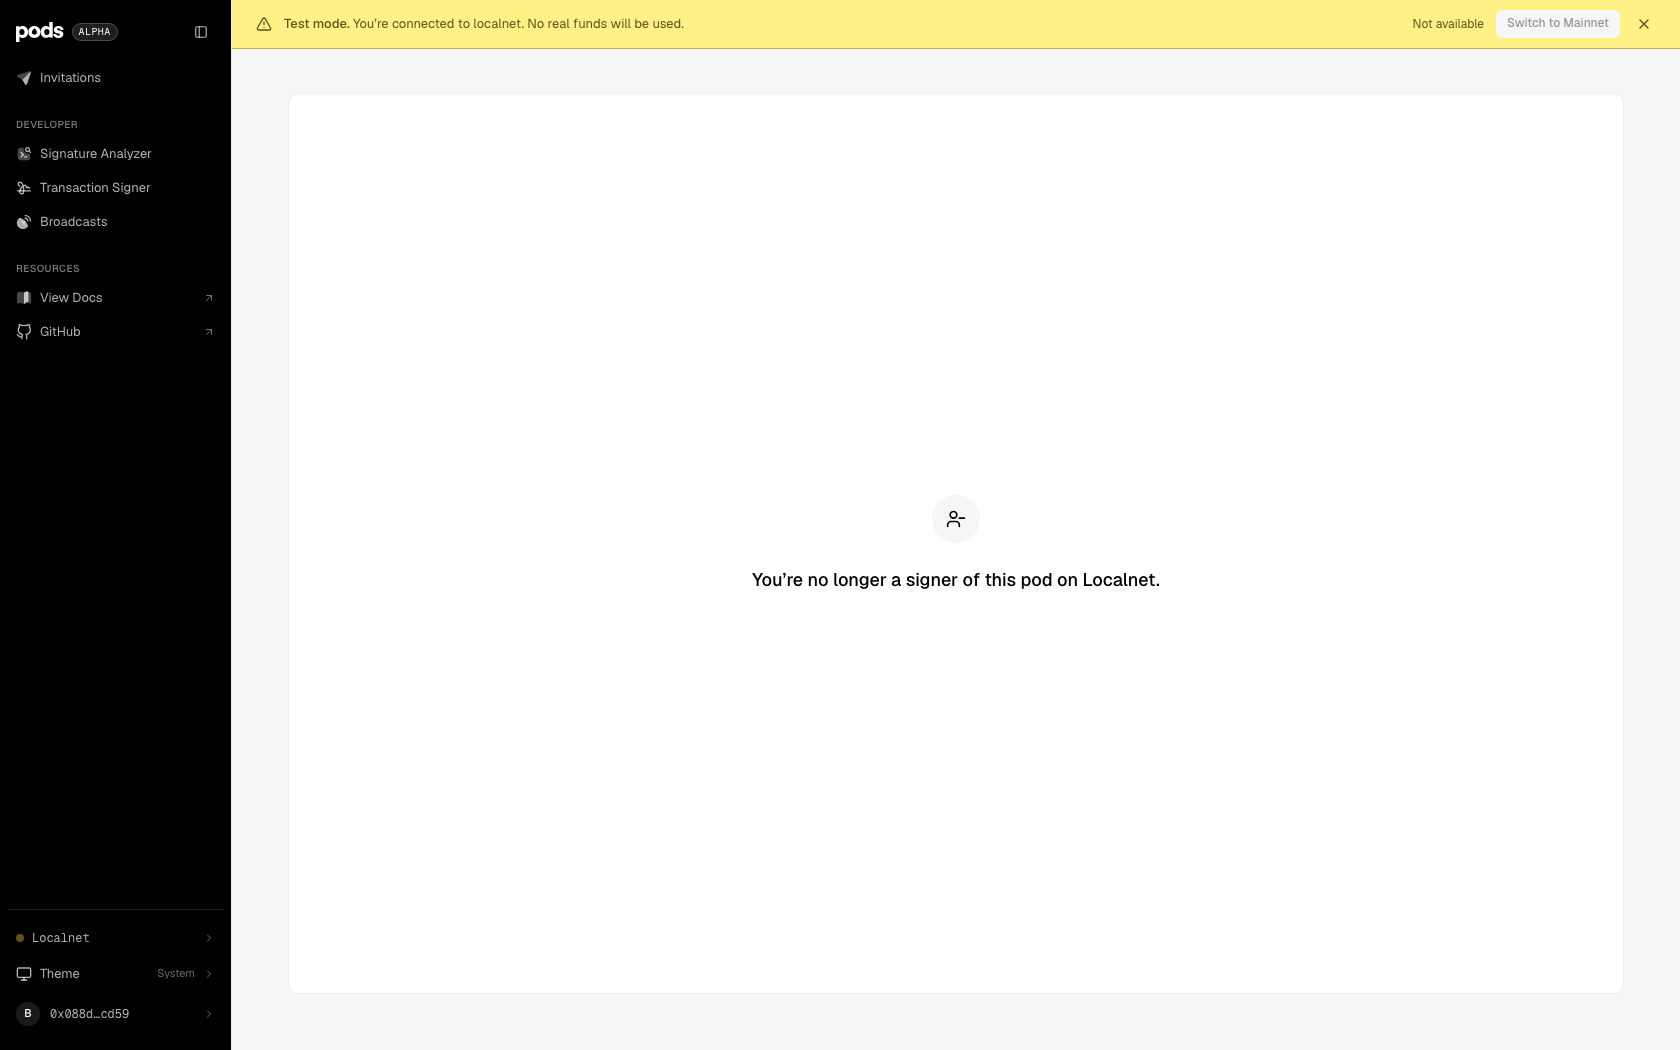 pods ALPHA
Invitations
DEVELOPER
Signature Analyzer
Transaction Signer
Broadcasts
RESOURCES
View Docs
GitHub
Localnet
Theme System
B 0x088d…cd59
Test mode. You're connected to localnet. No real funds will be used.
Not available Switch to Mainnet
You're no longer a signer of this pod on Localnet.